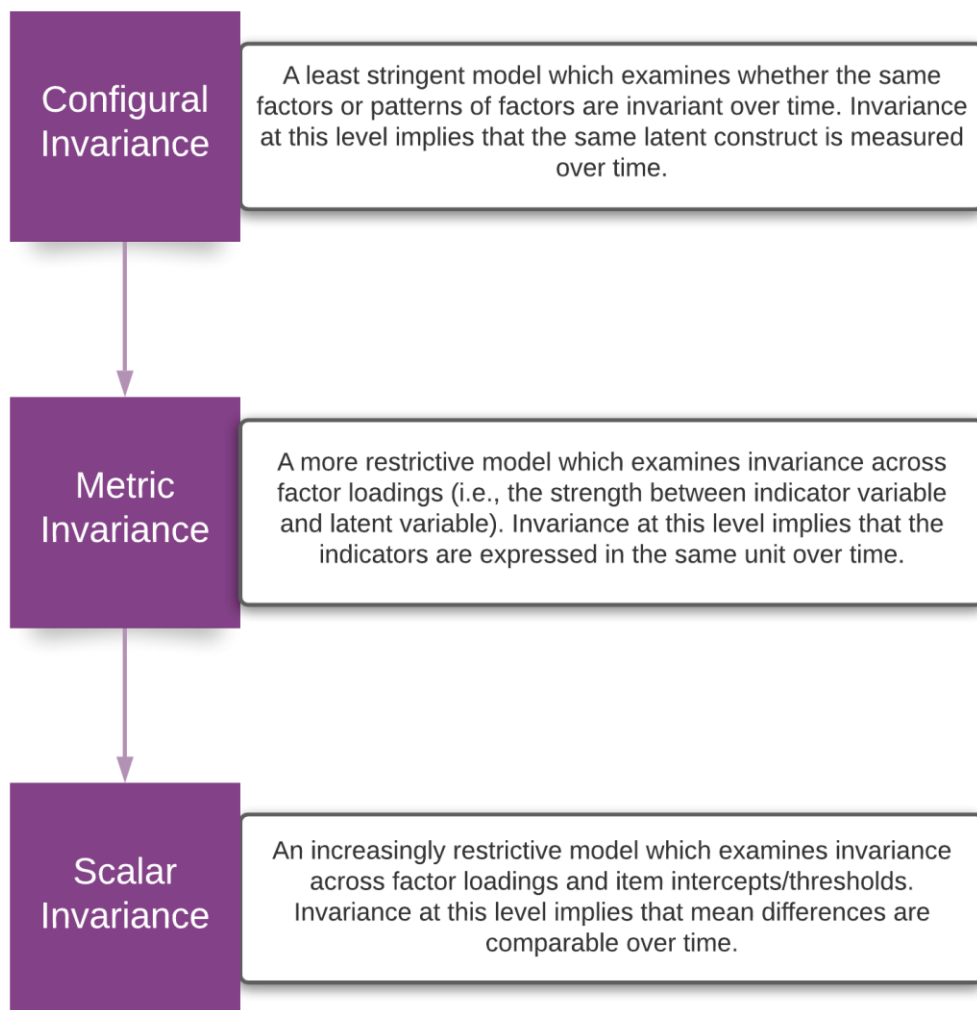 Configural
Invariance
A least stringent model which examines whether the same
factors or patterns of factors are invariant over time. Invariance
at this level implies that the same latent construct is measured
over time.
Metric
Invariance
A more restrictive model which examines invariance across
factor loadings (i.e., the strength between indicator variable
and latent variable). Invariance at this level implies that the
indicators are expressed in the same unit over time.
Scalar
Invariance
An increasingly restrictive model which examines invariance
across factor loadings and item intercepts/thresholds.
Invariance at this level implies that mean differences are
comparable over time.